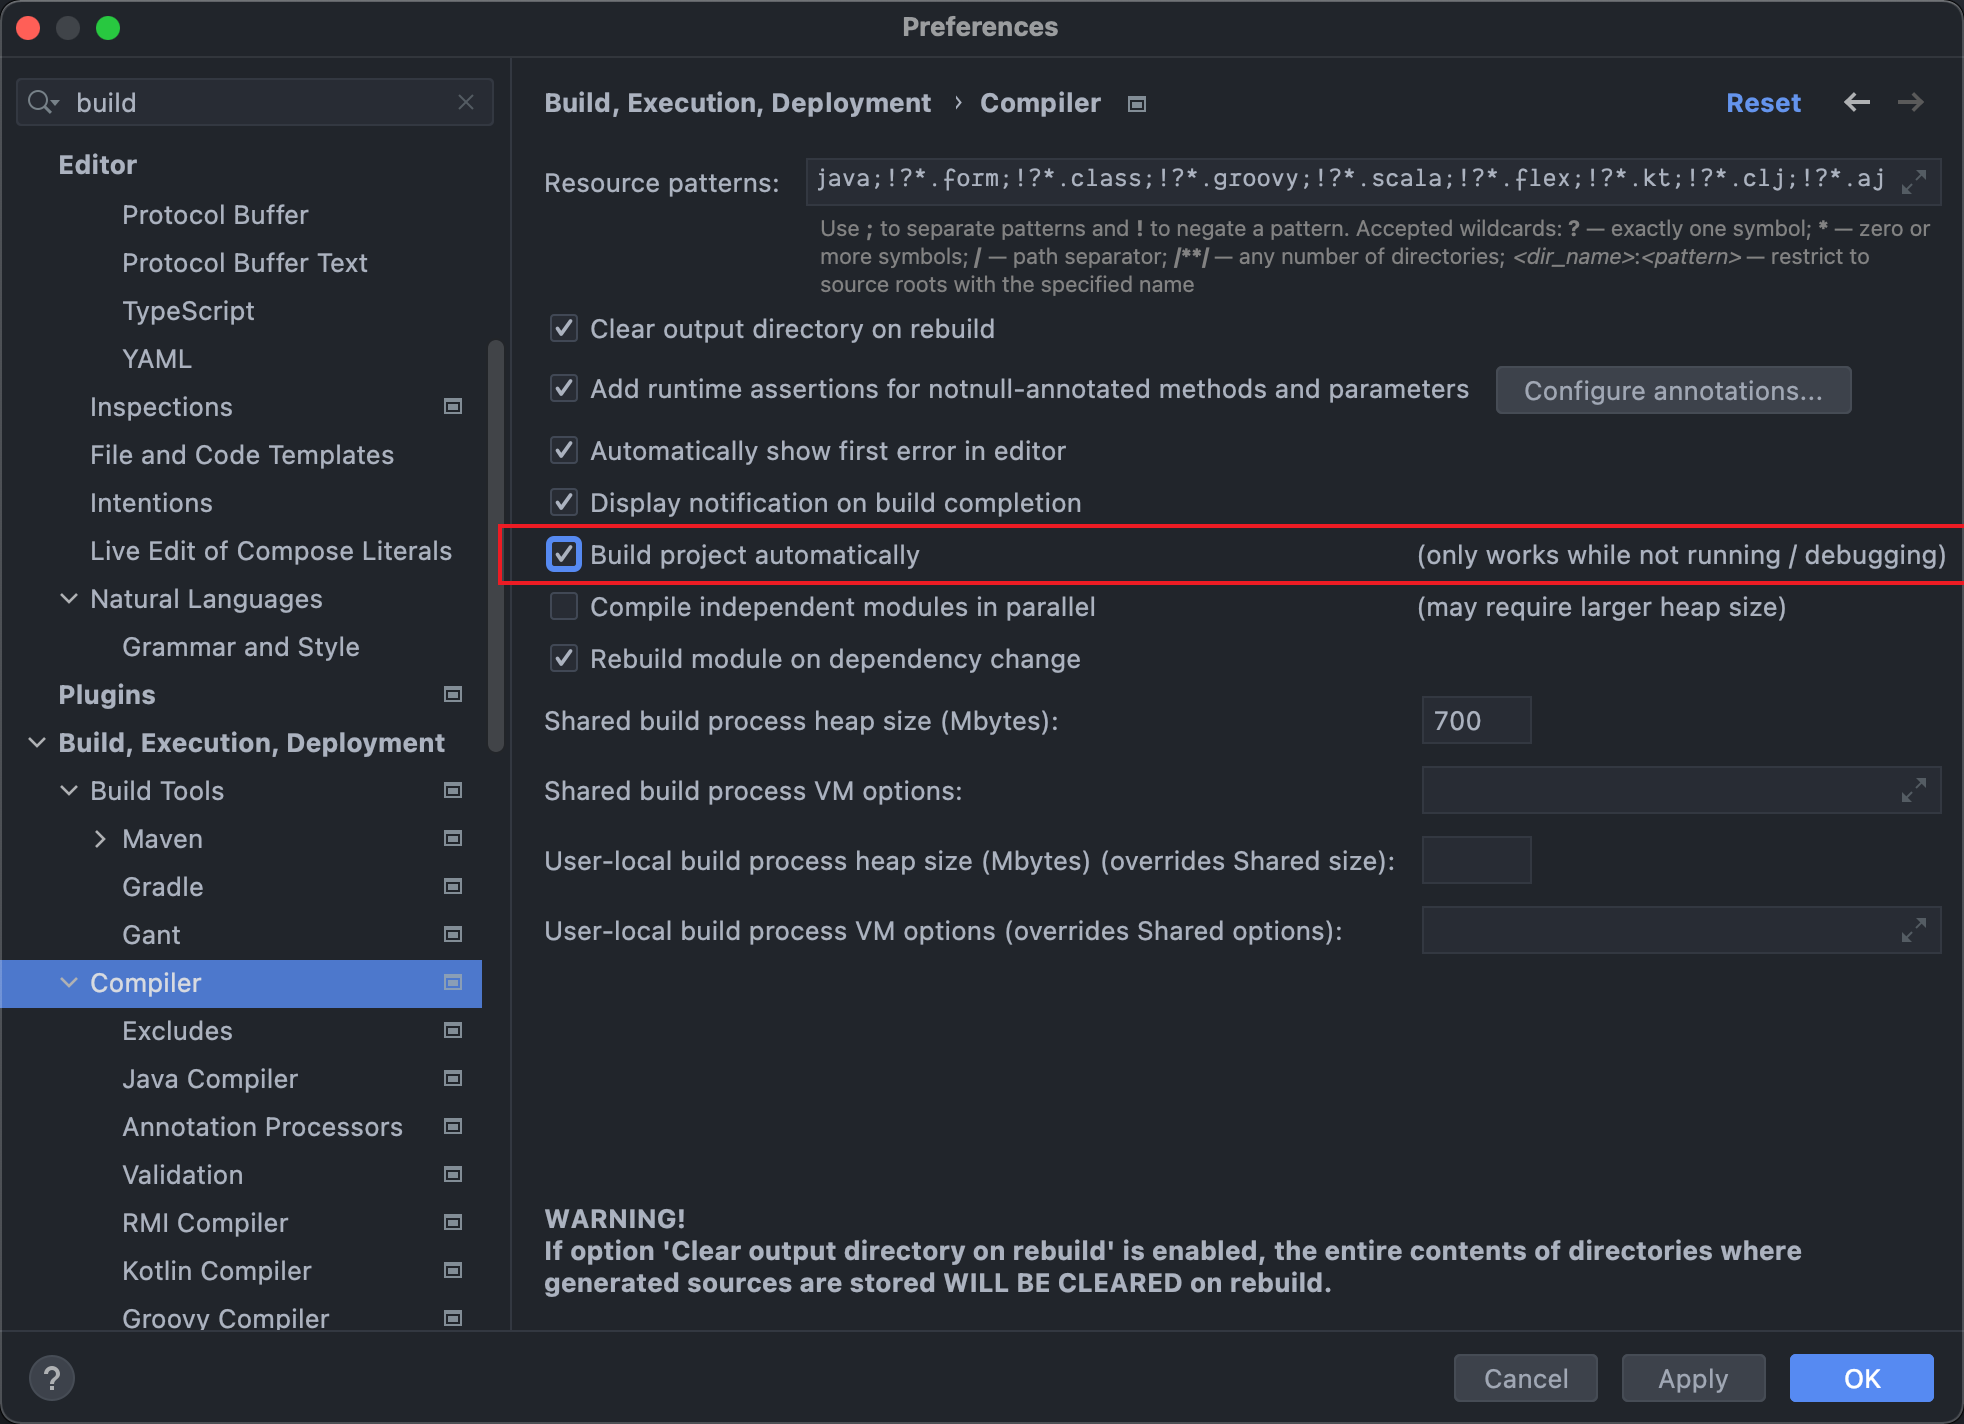 Preferences
build
Editor
Protocol Buffer
Protocol Buffer Text
TypeScript
YAML
Inspections
File and Code Templates
Intentions
Live Edit of Compose Literals
Natural Languages
Grammar and Style
Plugins
Build, Execution, Deployment
Build Tools
Maven
Gradle
Gant
Compiler
Excludes
Java Compiler
Annotation Processors
Validation
RMI Compiler
Kotlin Compiler
Groovy Compiler
Build, Execution, Deployment › Compiler
Reset
Resource patterns: java;!?*.form;!?*.class;!?*.groovy;!?*.scala;!?*.flex;!?*.kt;!?*.clj;!?*.aj
Use ; to separate patterns and ! to negate a pattern. Accepted wildcards: ? — exactly one symbol; * — zero or
more symbols; / — path separator; /**/ — any number of directories; <dir_name>:<pattern> — restrict to
source roots with the specified name
Clear output directory on rebuild
Add runtime assertions for notnull-annotated methods and parameters Configure annotations...
Automatically show first error in editor
Display notification on build completion
Build project automatically (only works while not running / debugging)
Compile independent modules in parallel (may require larger heap size)
Rebuild module on dependency change
Shared build process heap size (Mbytes): 700
Shared build process VM options:
User-local build process heap size (Mbytes) (overrides Shared size):
User-local build process VM options (overrides Shared options):
WARNING!
If option 'Clear output directory on rebuild' is enabled, the entire contents of directories where
generated sources are stored WILL BE CLEARED on rebuild.
?
Cancel Apply OK